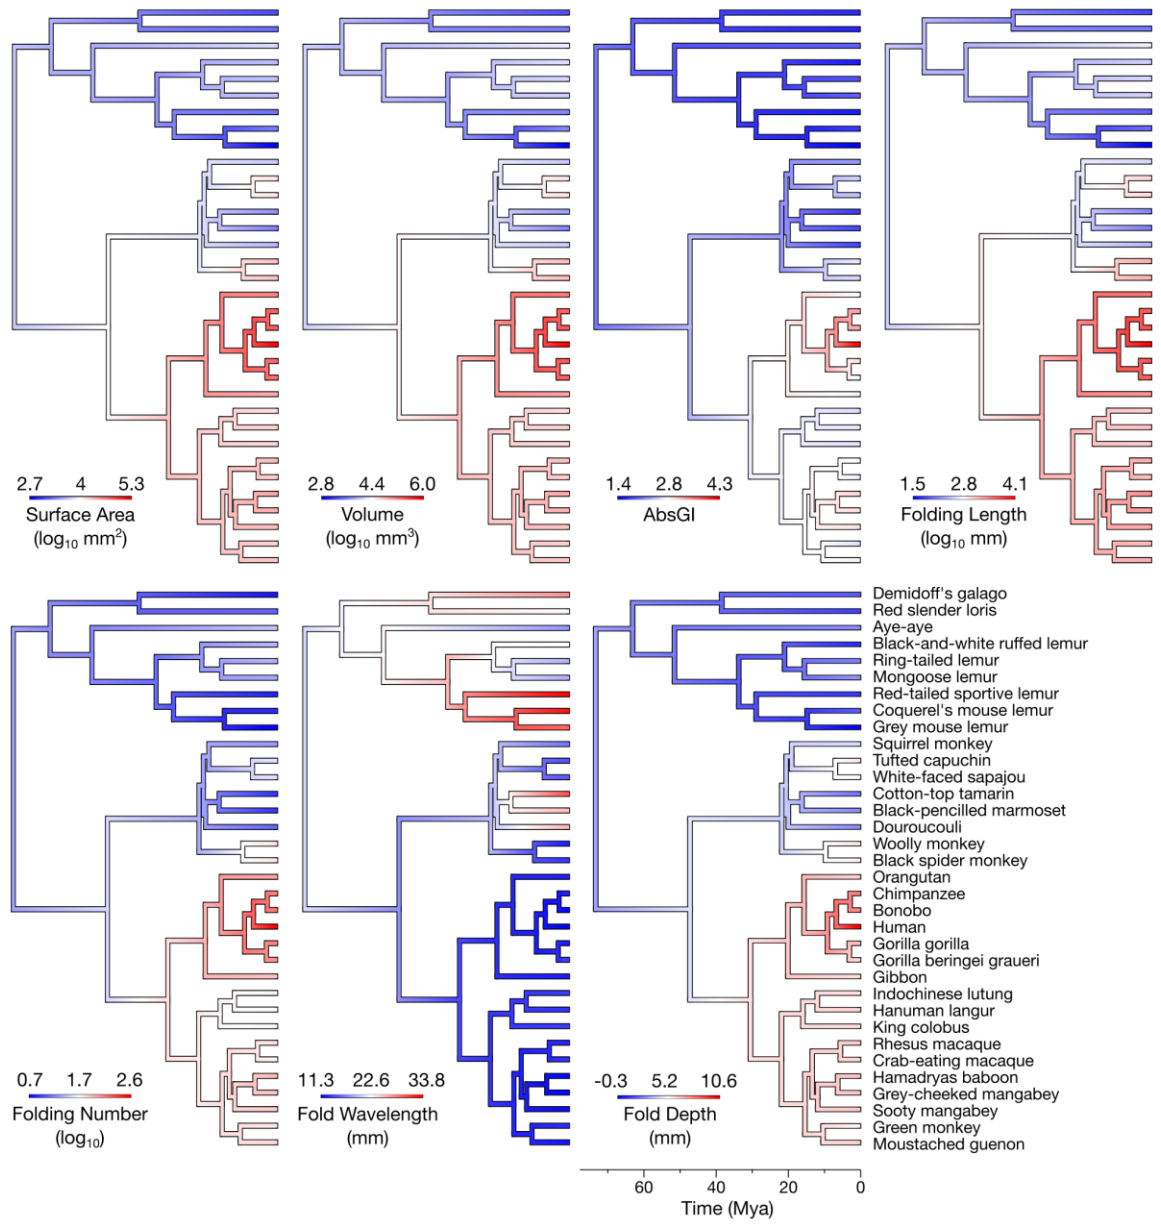 2.7 4 5.3
Surface Area
(log₁₀ mm²)
2.8 4.4 6.0
Volume
(log₁₀ mm³)
1.4 2.8 4.3
AbsGI
1.5 2.8 4.1
Folding Length
(log₁₀ mm)
0.7 1.7 2.6
Folding Number
(log₁₀)
11.3 22.6 33.8
Fold Wavelength
(mm)
-0.3 5.2 10.6
Fold Depth
(mm)
Demidoff's galago
Red slender loris
Aye-aye
Black-and-white ruffed lemur
Ring-tailed lemur
Mongoose lemur
Red-tailed sportive lemur
Coquerel's mouse lemur
Grey mouse lemur
Squirrel monkey
Tufted capuchin
White-faced sapajou
Cotton-top tamarin
Black-pencilled marmoset
Douroucouli
Woolly monkey
Black spider monkey
Orangutan
Chimpanzee
Bonobo
Human
Gorilla gorilla
Gorilla beringei graueri
Gibbon
Indochinese lutung
Hanuman langur
King colobus
Rhesus macaque
Crab-eating macaque
Hamadryas baboon
Grey-cheeked mangabey
Sooty mangabey
Green monkey
Moustached guenon
60 40 20 0
Time (Mya)